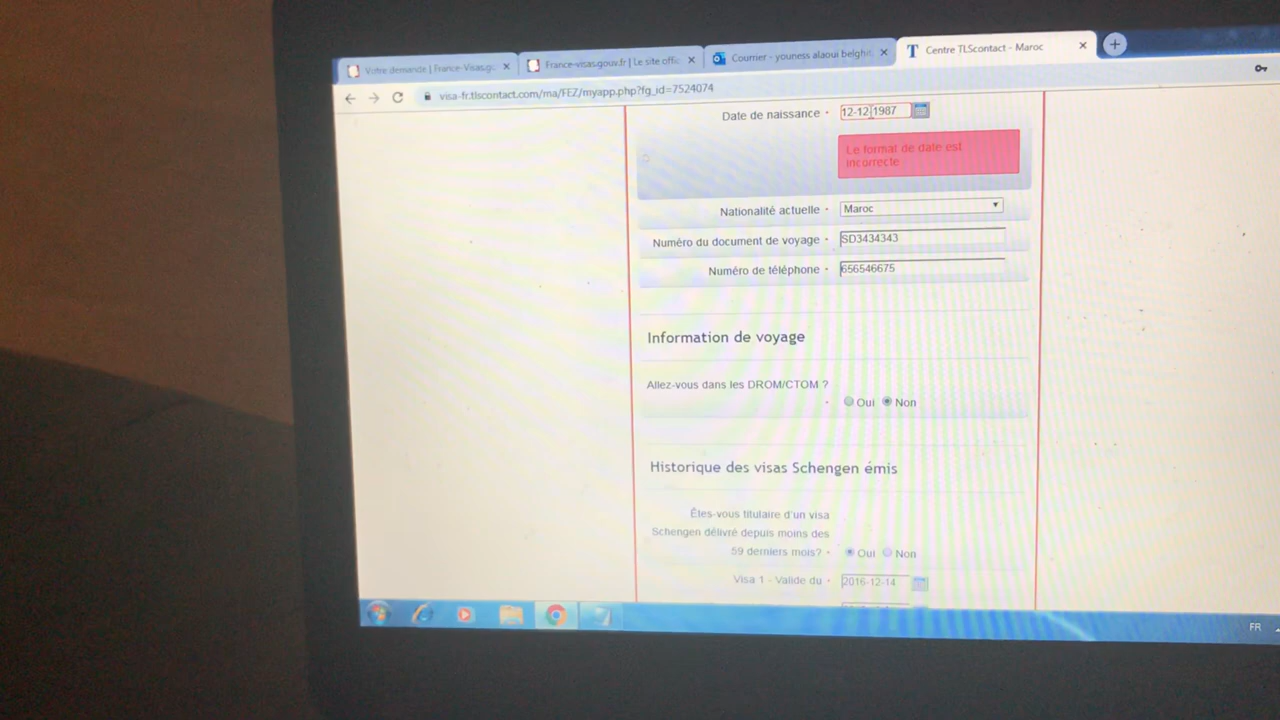 Votre demande | France-Visas.gouv
France-visas.gouv.fr | Le site offic
Courrier - youness alaoui belghit
Centre TLScontact - Maroc
visa-fr.tlscontact.com/ma/FEZ/myapp.php?fg_id=7524074
Date de naissance
12-12-1987
Le format de date est
incorrecte
Nationalité actuelle
Maroc
Numéro du document de voyage
SD3434343
Numéro de téléphone
656546675
Information de voyage
Allez-vous dans les DROM/CTOM ?
Oui Non
Historique des visas Schengen émis
Êtes-vous titulaire d'un visa
Schengen délivré depuis moins des
59 derniers mois?
Oui Non
Visa 1 - Valide du
2016-12-14
FR